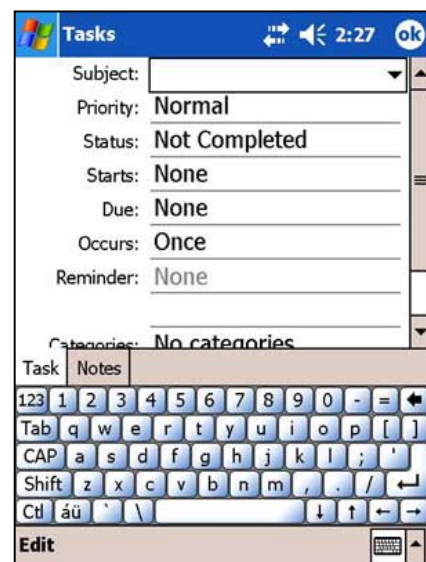 Tasks 2:27 ok
Subject:
Priority: Normal
Status: Not Completed
Starts: None
Due: None
Occurs: Once
Reminder: None
Categories: No categories
Task Notes
123 1 2 3 4 5 6 7 8 9 0 - = ←
Tab q w e r t y u i o p [ ]
CAP a s d f g h j k l ; '
Shift z x c v b n m , . / ↵
Ctl áü ` \ ↓ ↑ ← →
Edit